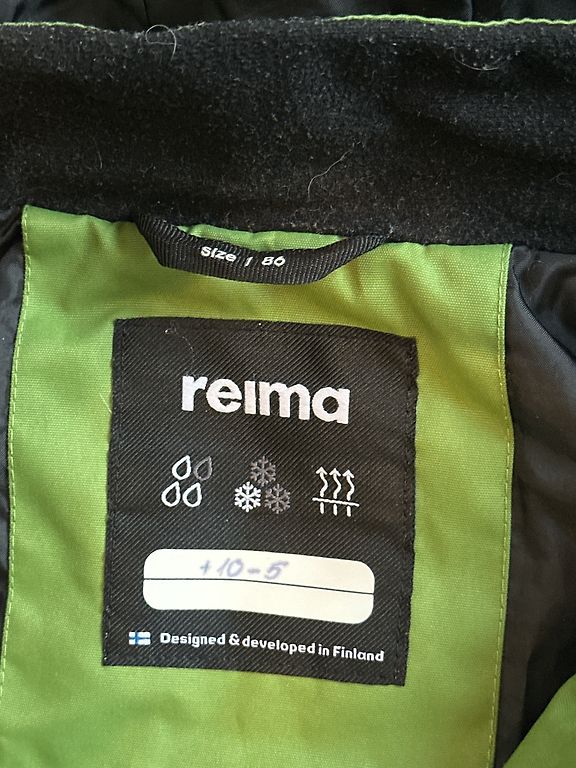 Size / 86
reima
+10-5
Designed & developed in Finland